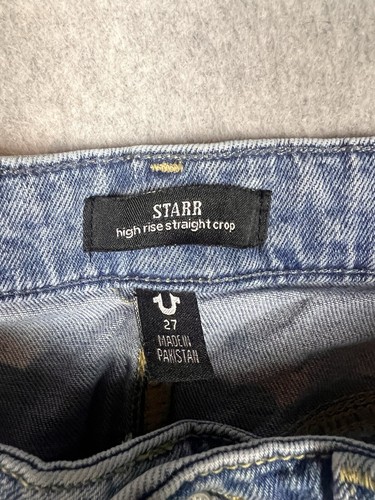 STARR
high rise straight crop
27
MADE IN
PAKISTAN